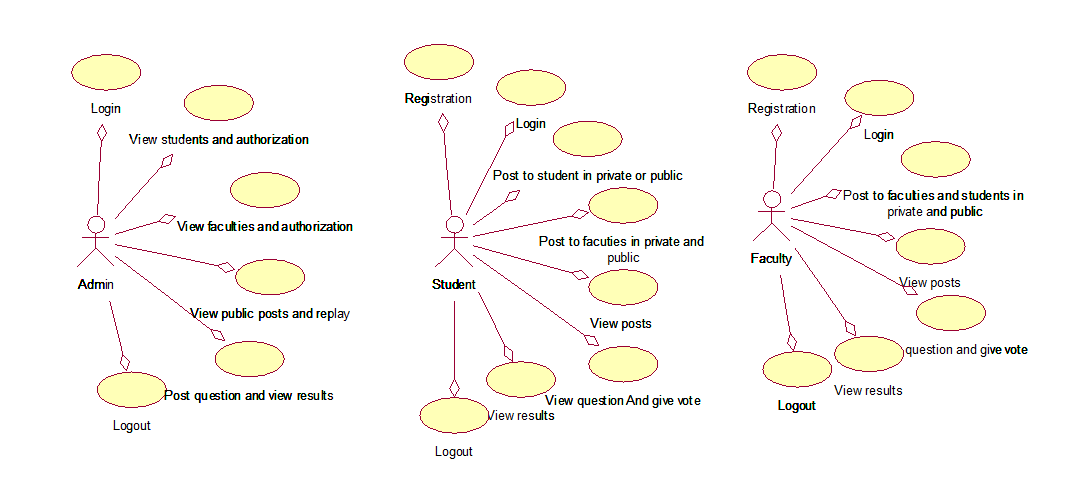 Login
View students and authorization
View faculties and authorization
Admin
View public posts and replay
Post question and view results
Logout
Registration
Login
Post to student in private or public
Post to facuties in private and
public
Student
View posts
View question And give vote
View results
Logout
Registration
Login
Post to faculties and students in
private and public
Faculty
View posts
question and give vote
View results
Logout